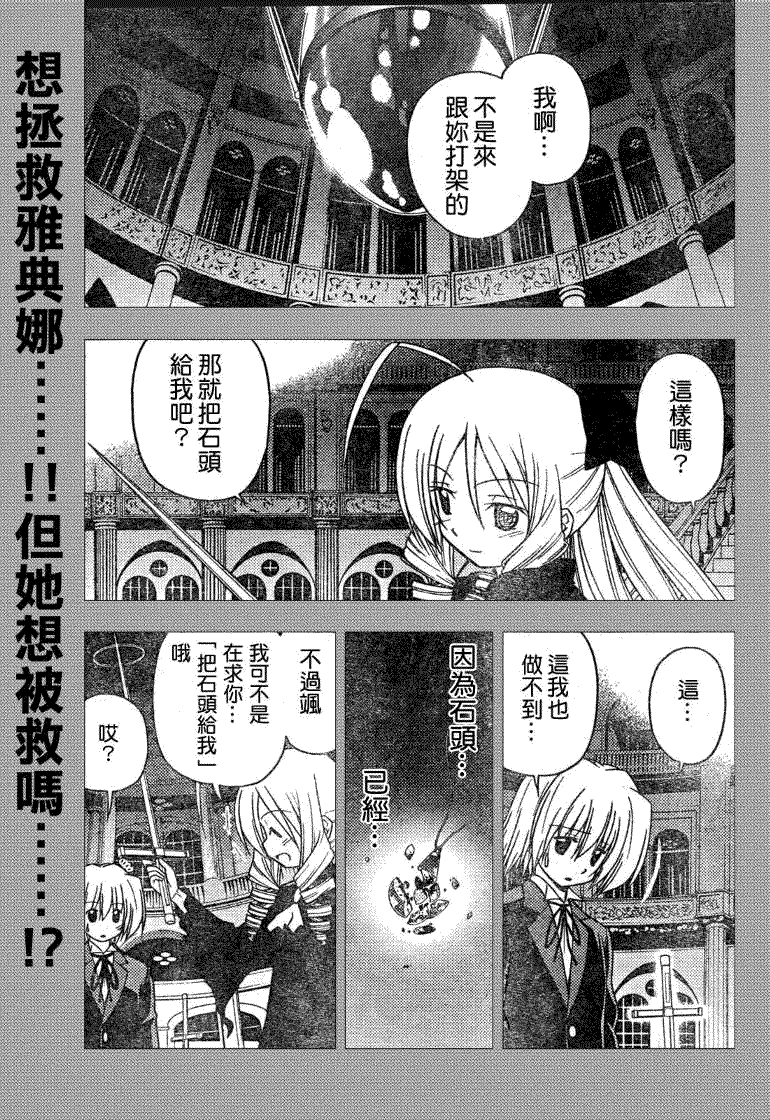 我啊…
不是來
跟妳打架的
這樣嗎？
那就把石頭
給我吧？
這…
這我也
做不到…
因為石頭…
已經…
不過颯
我可不是
在求你…
「把石頭給我」
哦
哎？
想拯救雅典娜……!!但她想被救嗎……!?